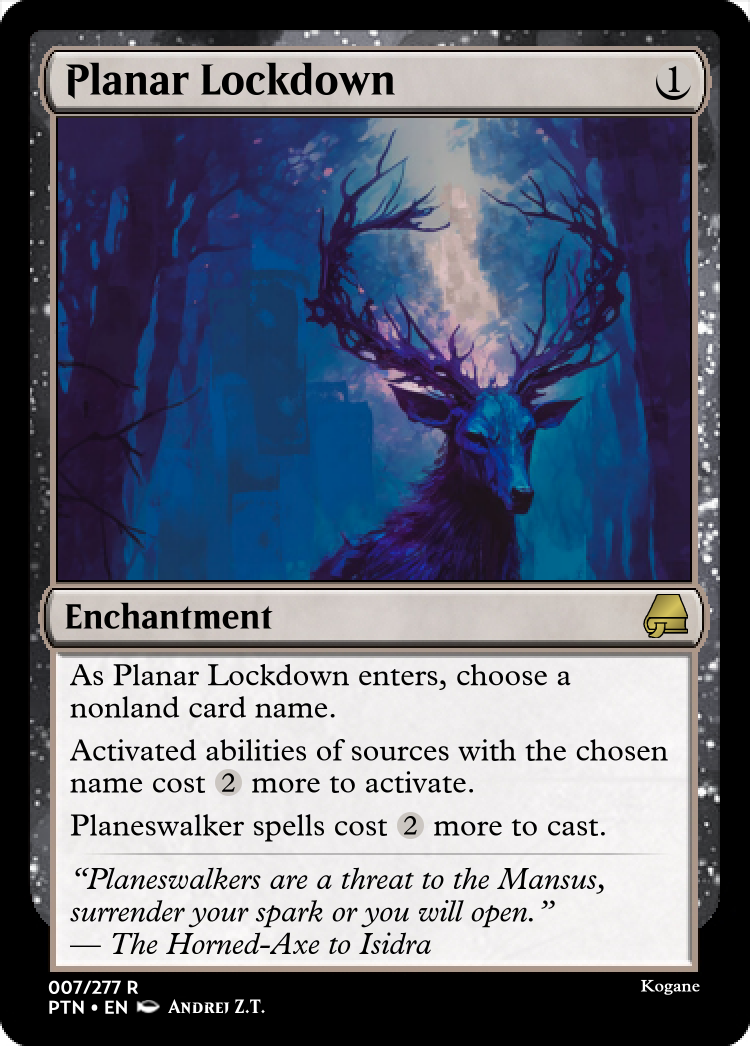 Planar Lockdown 1
Enchantment
As Planar Lockdown enters, choose a
nonland card name.
Activated abilities of sources with the chosen
name cost 2 more to activate.
Planeswalker spells cost 2 more to cast.
“Planeswalkers are a threat to the Mansus,
surrender your spark or you will open.”
— The Horned-Axe to Isidra
007/277 R
Kogane
PTN • EN Andrej Z.T.